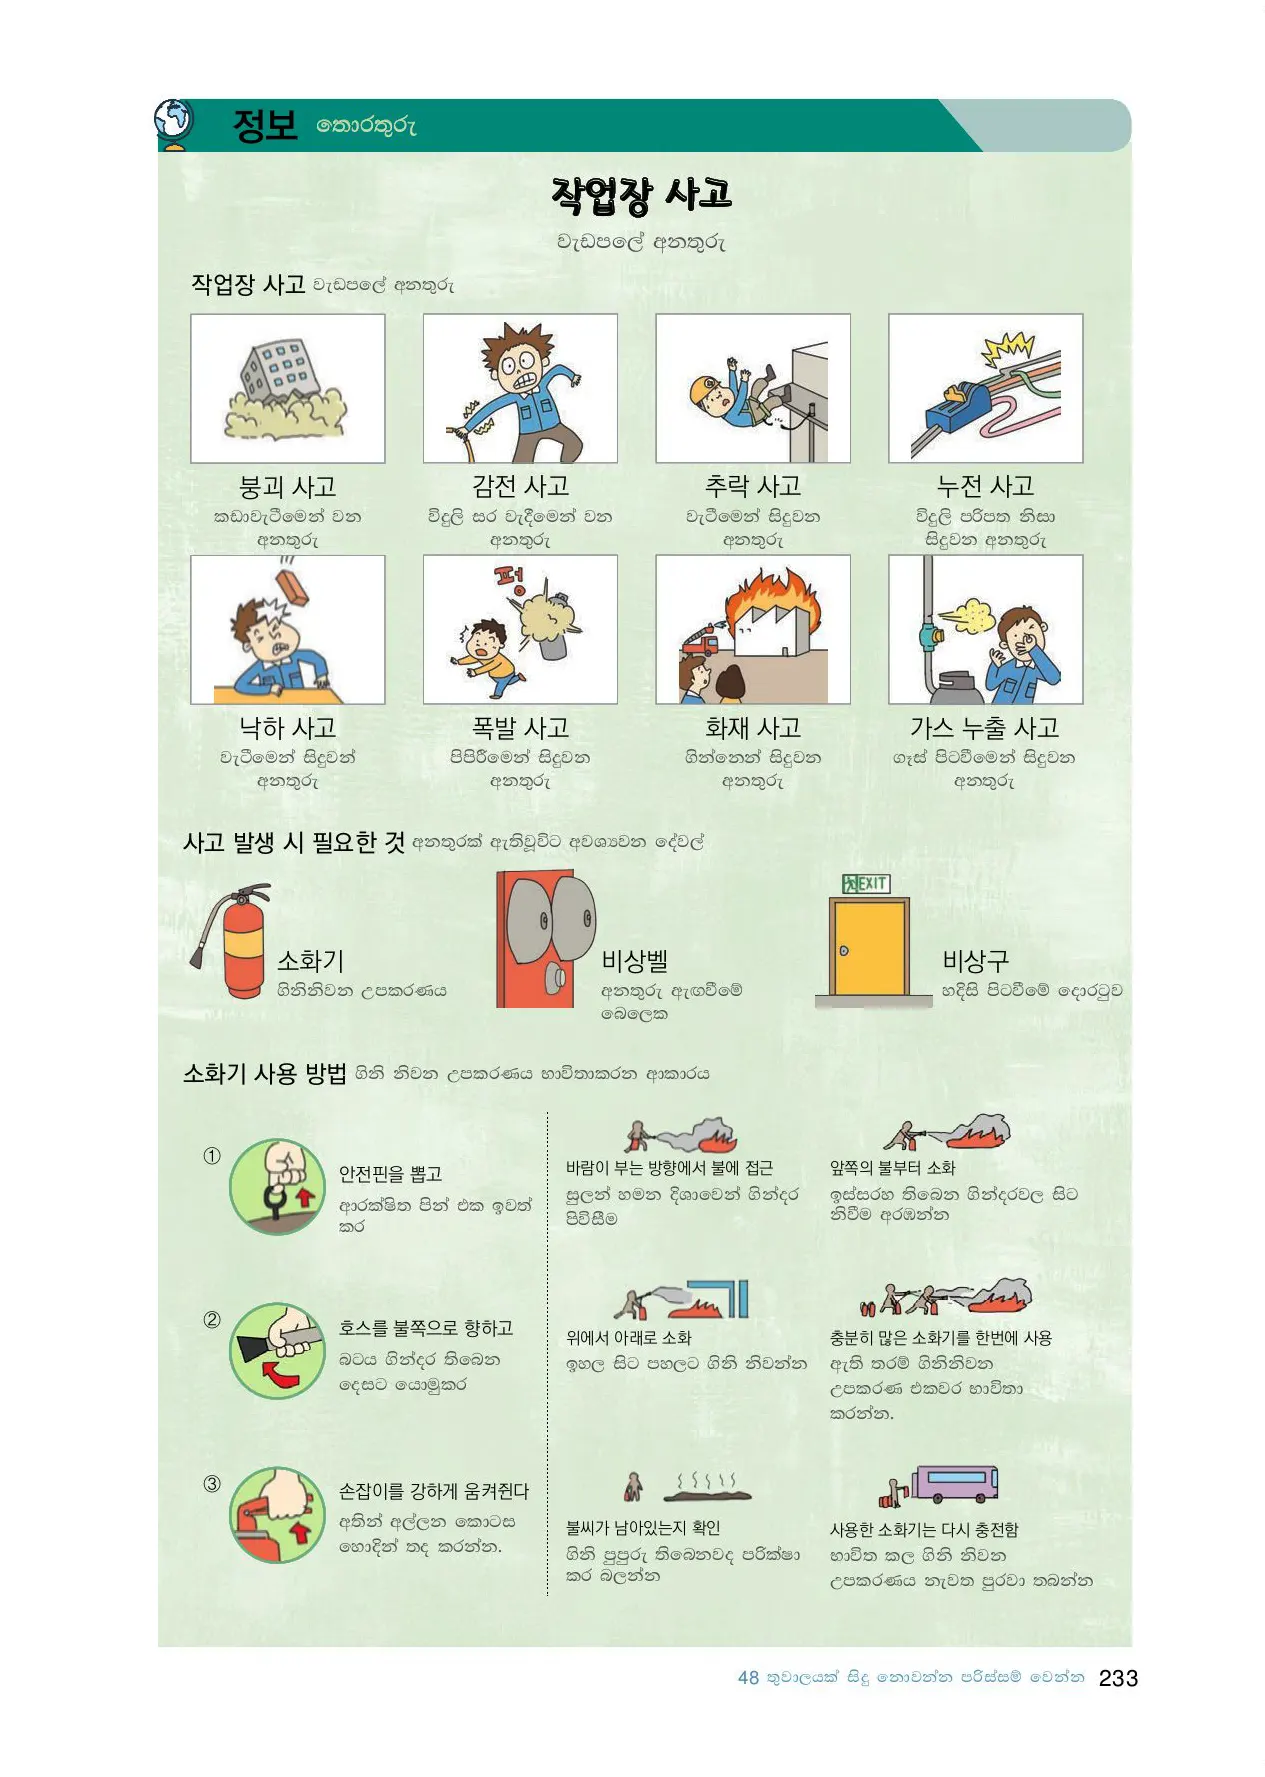 정보 තොරතුරු
작업장 사고
වැඩපලේ අනතුරු
작업장 사고 වැඩපලේ අනතුරු
붕괴 사고
කඩාවැටීමෙන් වන
අනතුරු
감전 사고
විදුලි සර වැදීමෙන් වන
අනතුරු
추락 사고
වැටීමෙන් සිදුවන
අනතුරු
누전 사고
විදුලි පරිපත නිසා
සිදුවන අනතුරු
펑
낙하 사고
වැටීමෙන් සිදුවන්
අනතුරු
폭발 사고
පිපිරීමෙන් සිදුවන
අනතුරු
화재 사고
ගින්නෙන් සිදුවන
අනතුරු
가스 누출 사고
ගෑස් පිටවීමෙන් සිදුවන
අනතුරු
사고 발생 시 필요한 것 අනතුරක් ඇතිවූවිට අවශ්‍යවන දේවල්
소화기
ගිනිනිවන උපකරණය
비상벨
අනතුරු ඇඟවීමේ
බෙලෙක
EXIT
비상구
හදිසි පිටවීමේ දොරටුව
소화기 사용 방법 ගිනි නිවන උපකරණය භාවිතාකරන ආකාරය
①
안전핀을 뽑고
ආරක්ෂිත පින් එක ඉවත්
කර
②
호스를 불쪽으로 향하고
බටය ගින්දර තිබෙන
දෙසට යොමුකර
③
손잡이를 강하게 움켜쥔다
අතින් අල්ලන කොටස
හොදින් තද කරන්න.
바람이 부는 방향에서 불에 접근
සුලන් හමන දිශාවෙන් ගින්දර
පිවිසීම
앞쪽의 불부터 소화
ඉස්සරහ තිබෙන ගින්දරවල සිට
නිවීම අරඹන්න
위에서 아래로 소화
ඉහල සිට පහලට ගිනි නිවන්න
충분히 많은 소화기를 한번에 사용
ඇති තරම් ගිනිනිවන
උපකරණ එකවර භාවිතා
කරන්න.
불씨가 남아있는지 확인
ගිනි පුපුරු තිබෙනවද පරික්ෂා
කර බලන්න
사용한 소화기는 다시 충전함
භාවිත කල ගිනි නිවන
උපකරණය නැවත පුරවා තබන්න
48 තුවාලයක් සිදු නොවන්න පරිස්සම් වෙන්න 233